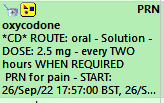 PRN
oxycodone
*CD* ROUTE: oral - Solution -
DOSE: 2.5 mg - every TWO
hours WHEN REQUIRED
PRN for pain - START:
26/Sep/22 17:57:00 BST, 26/S...